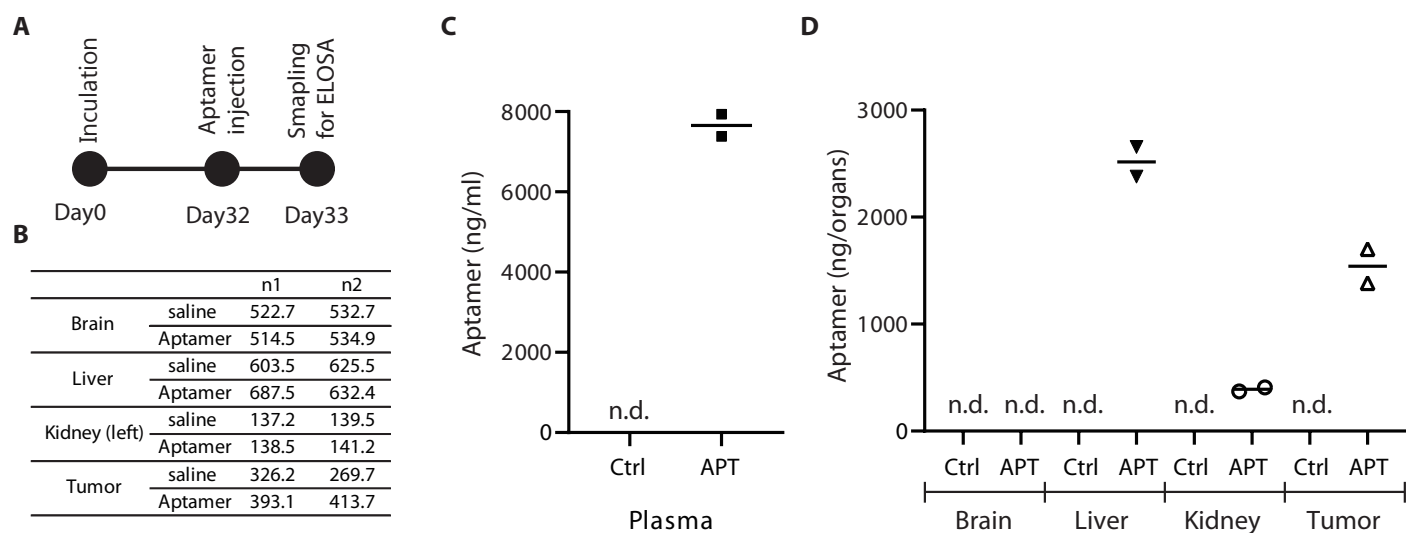 A
Inculation
Aptamer
injection
Smapling
for ELOSA
Day0
Day32
Day33
B
n1 n2
Brain saline 522.7 532.7
Aptamer 514.5 534.9
Liver saline 603.5 625.5
Aptamer 687.5 632.4
Kidney (left) saline 137.2 139.5
Aptamer 138.5 141.2
Tumor saline 326.2 269.7
Aptamer 393.1 413.7
C
Aptamer (ng/ml)
8000
6000
4000
2000
0
n.d.
Ctrl APT
Plasma
D
Aptamer (ng/organs)
3000
2000
1000
0
n.d. n.d. n.d. n.d. n.d.
Ctrl APT Ctrl APT Ctrl APT Ctrl APT
Brain Liver Kidney Tumor